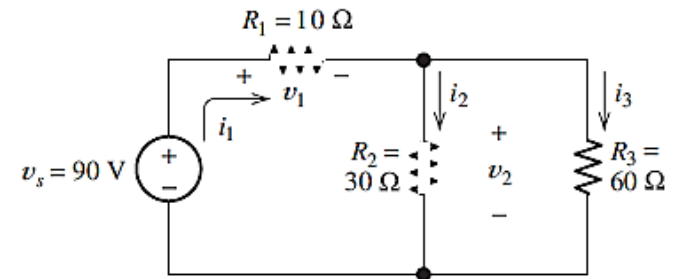 R₁ = 10 Ω
+ v₁ −
i₁
i₂
i₃
vₛ = 90 V
+
−
R₂ =
30 Ω
+
v₂
−
R₃ =
60 Ω